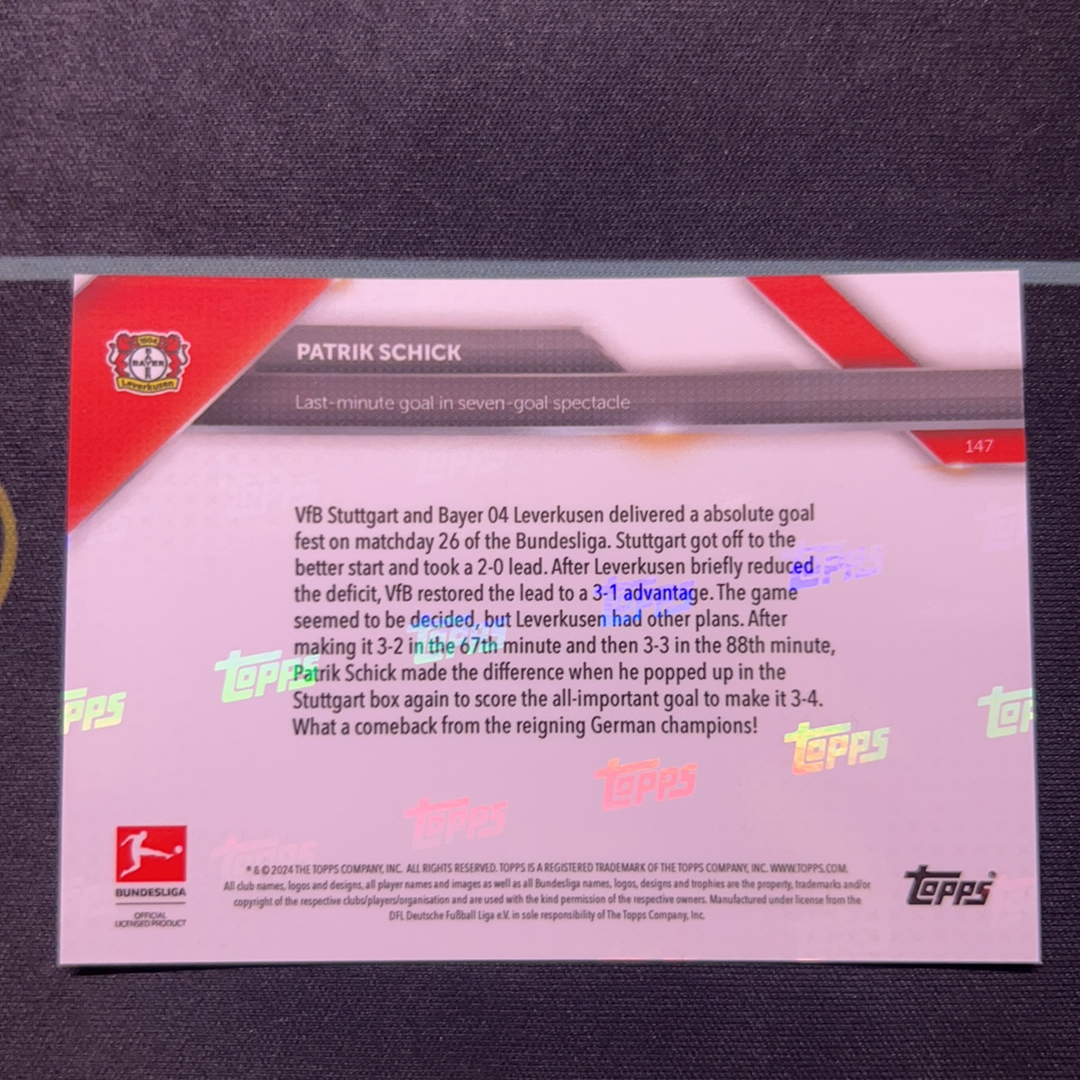 1904
BAYER
Leverkusen
PATRIK SCHICK
Last-minute goal in seven-goal spectacle
147
VfB Stuttgart and Bayer 04 Leverkusen delivered a absolute goal
fest on matchday 26 of the Bundesliga. Stuttgart got off to the
better start and took a 2-0 lead. After Leverkusen briefly reduced
the deficit, VfB restored the lead to a 3-1 advantage. The game
seemed to be decided, but Leverkusen had other plans. After
making it 3-2 in the 67th minute and then 3-3 in the 88th minute,
Patrik Schick made the difference when he popped up in the
Stuttgart box again to score the all-important goal to make it 3-4.
What a comeback from the reigning German champions!
BUNDESLIGA
OFFICIAL
LICENSED PRODUCT
® & © 2024 THE TOPPS COMPANY, INC. ALL RIGHTS RESERVED. TOPPS IS A REGISTERED TRADEMARK OF THE TOPPS COMPANY, INC. WWW.TOPPS.COM.
All club names, logos and designs, all player names and images as well as all Bundesliga names, logos, designs and trophies are the property, trademarks and/or
copyright of the respective clubs/players/organisation and are used with the kind permission of the respective owners. Manufactured under license from the
DFL Deutsche Fußball Liga e.V. in sole responsibility of The Topps Company, Inc.
Topps®